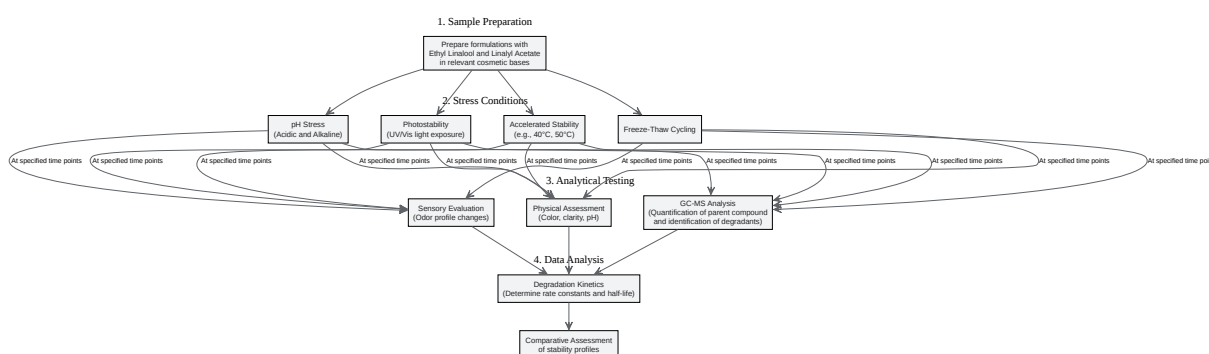 1. Sample Preparation
Prepare formulations with
Ethyl Linalool and Linalyl Acetate
in relevant cosmetic bases
2. Stress Conditions
pH Stress
(Acidic and Alkaline)
Photostability
(UV/Vis light exposure)
Accelerated Stability
(e.g., 40°C, 50°C)
Freeze-Thaw Cycling
At specified time points
At specified time points
At specified time points
At specified time points
At specified time points
At specified time points
At specified time points
At specified time points
At specified time points
At specified time points
At specified time points
At specified time poi
3. Analytical Testing
Sensory Evaluation
(Odor profile changes)
Physical Assessment
(Color, clarity, pH)
GC-MS Analysis
(Quantification of parent compound
and identification of degradants)
4. Data Analysis
Degradation Kinetics
(Determine rate constants and half-life)
Comparative Assessment
of stability profiles